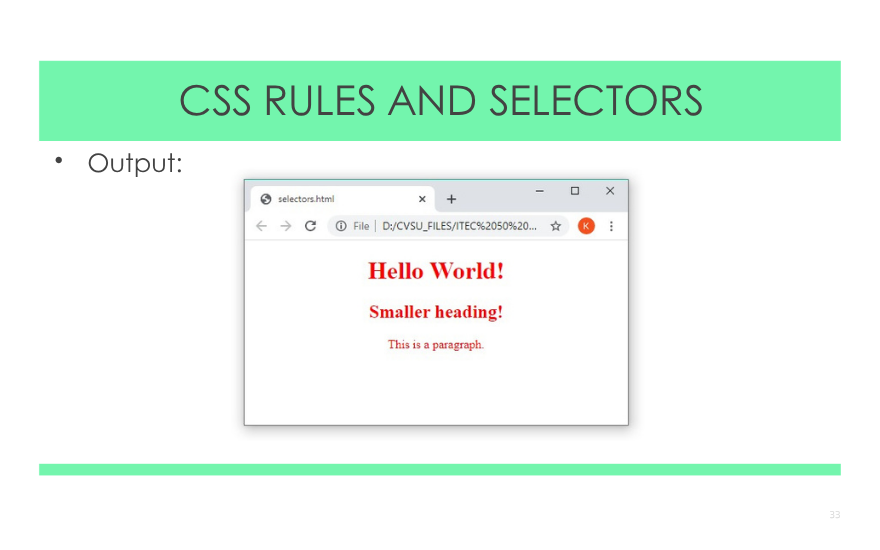 CSS RULES AND SELECTORS
• Output:
selectors.html
File | D:/CVSU_FILES/ITEC%2050%20...
K
Hello World!
Smaller heading!
This is a paragraph.
33